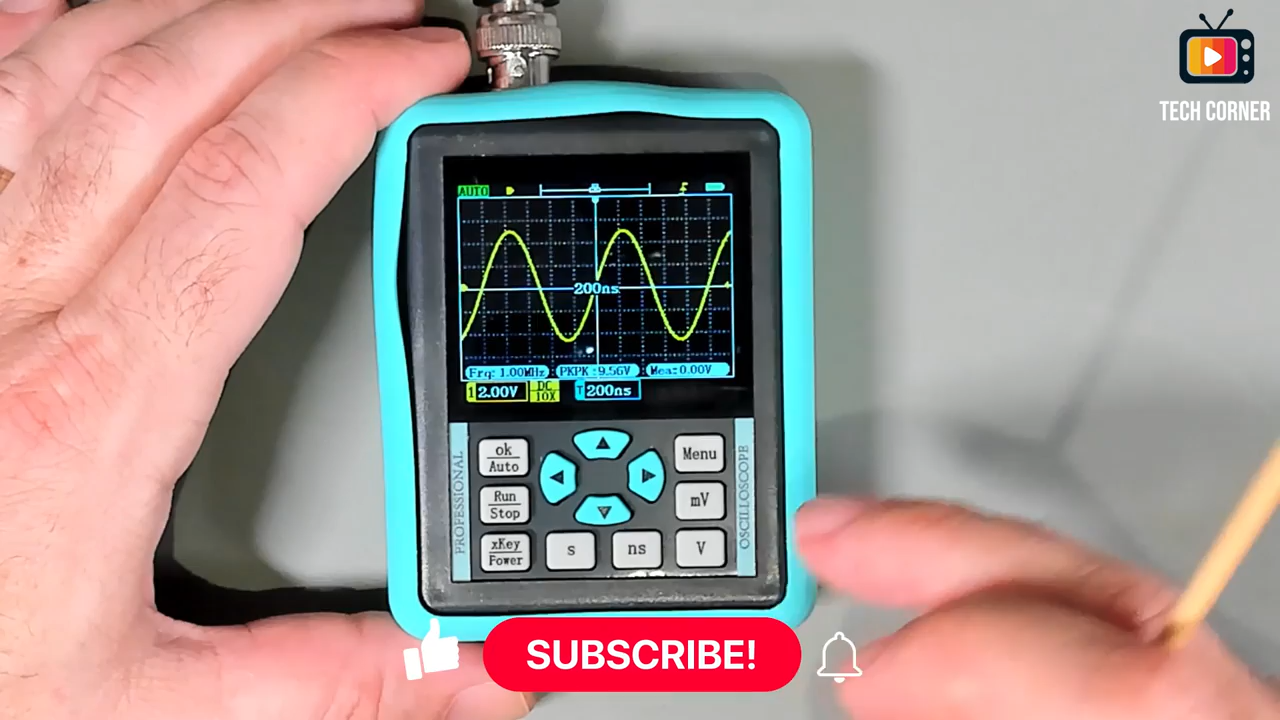 TECH CORNER
AUTO
200ns
Frq:1.00MHz
PKPK:9.56V
Mea:0.00V
1 2.00V
DC
10X
T 200ns
PROFESSIONAL
OSCILLOSCOPE
ok
Auto
Menu
Run
Stop
mV
xKey
Power
s
ns
V
SUBSCRIBE!